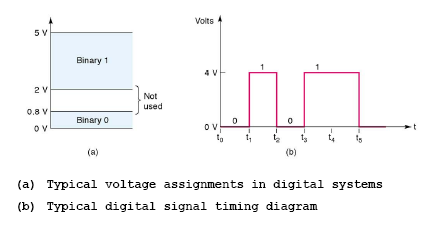 Volts
5 V
Binary 1
4 V
1
1
2 V
Not
used
0.8 V
Binary 0
0 V
0 V
0
0
t
t0
t1
t2
t3
t4
t5
(a)
(b)
(a) Typical voltage assignments in digital systems
(b) Typical digital signal timing diagram